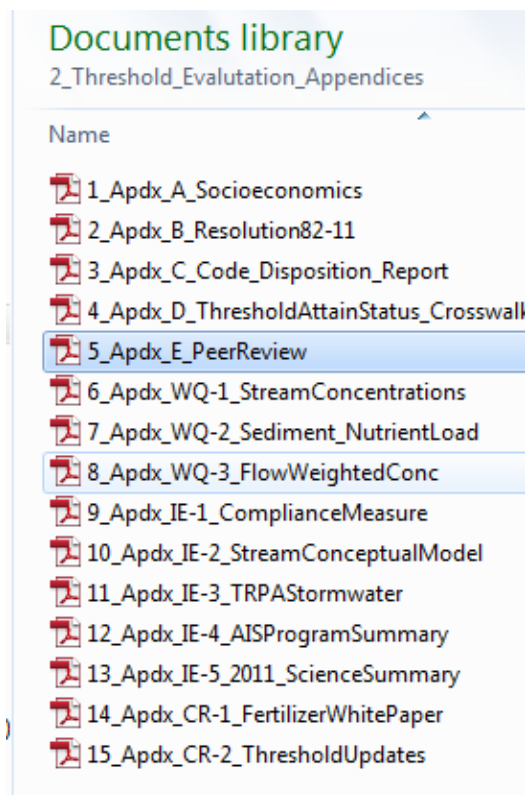 Documents library
2_Threshold_Evalutation_Appendices
Name
1_Apdx_A_Socioeconomics
2_Apdx_B_Resolution82-11
3_Apdx_C_Code_Disposition_Report
4_Apdx_D_ThresholdAttainStatus_Crosswalk
5_Apdx_E_PeerReview
6_Apdx_WQ-1_StreamConcentrations
7_Apdx_WQ-2_Sediment_NutrientLoad
8_Apdx_WQ-3_FlowWeightedConc
9_Apdx_IE-1_ComplianceMeasure
10_Apdx_IE-2_StreamConceptualModel
11_Apdx_IE-3_TRPAStormwater
12_Apdx_IE-4_AISProgramSummary
13_Apdx_IE-5_2011_ScienceSummary
14_Apdx_CR-1_FertilizerWhitePaper
15_Apdx_CR-2_ThresholdUpdates